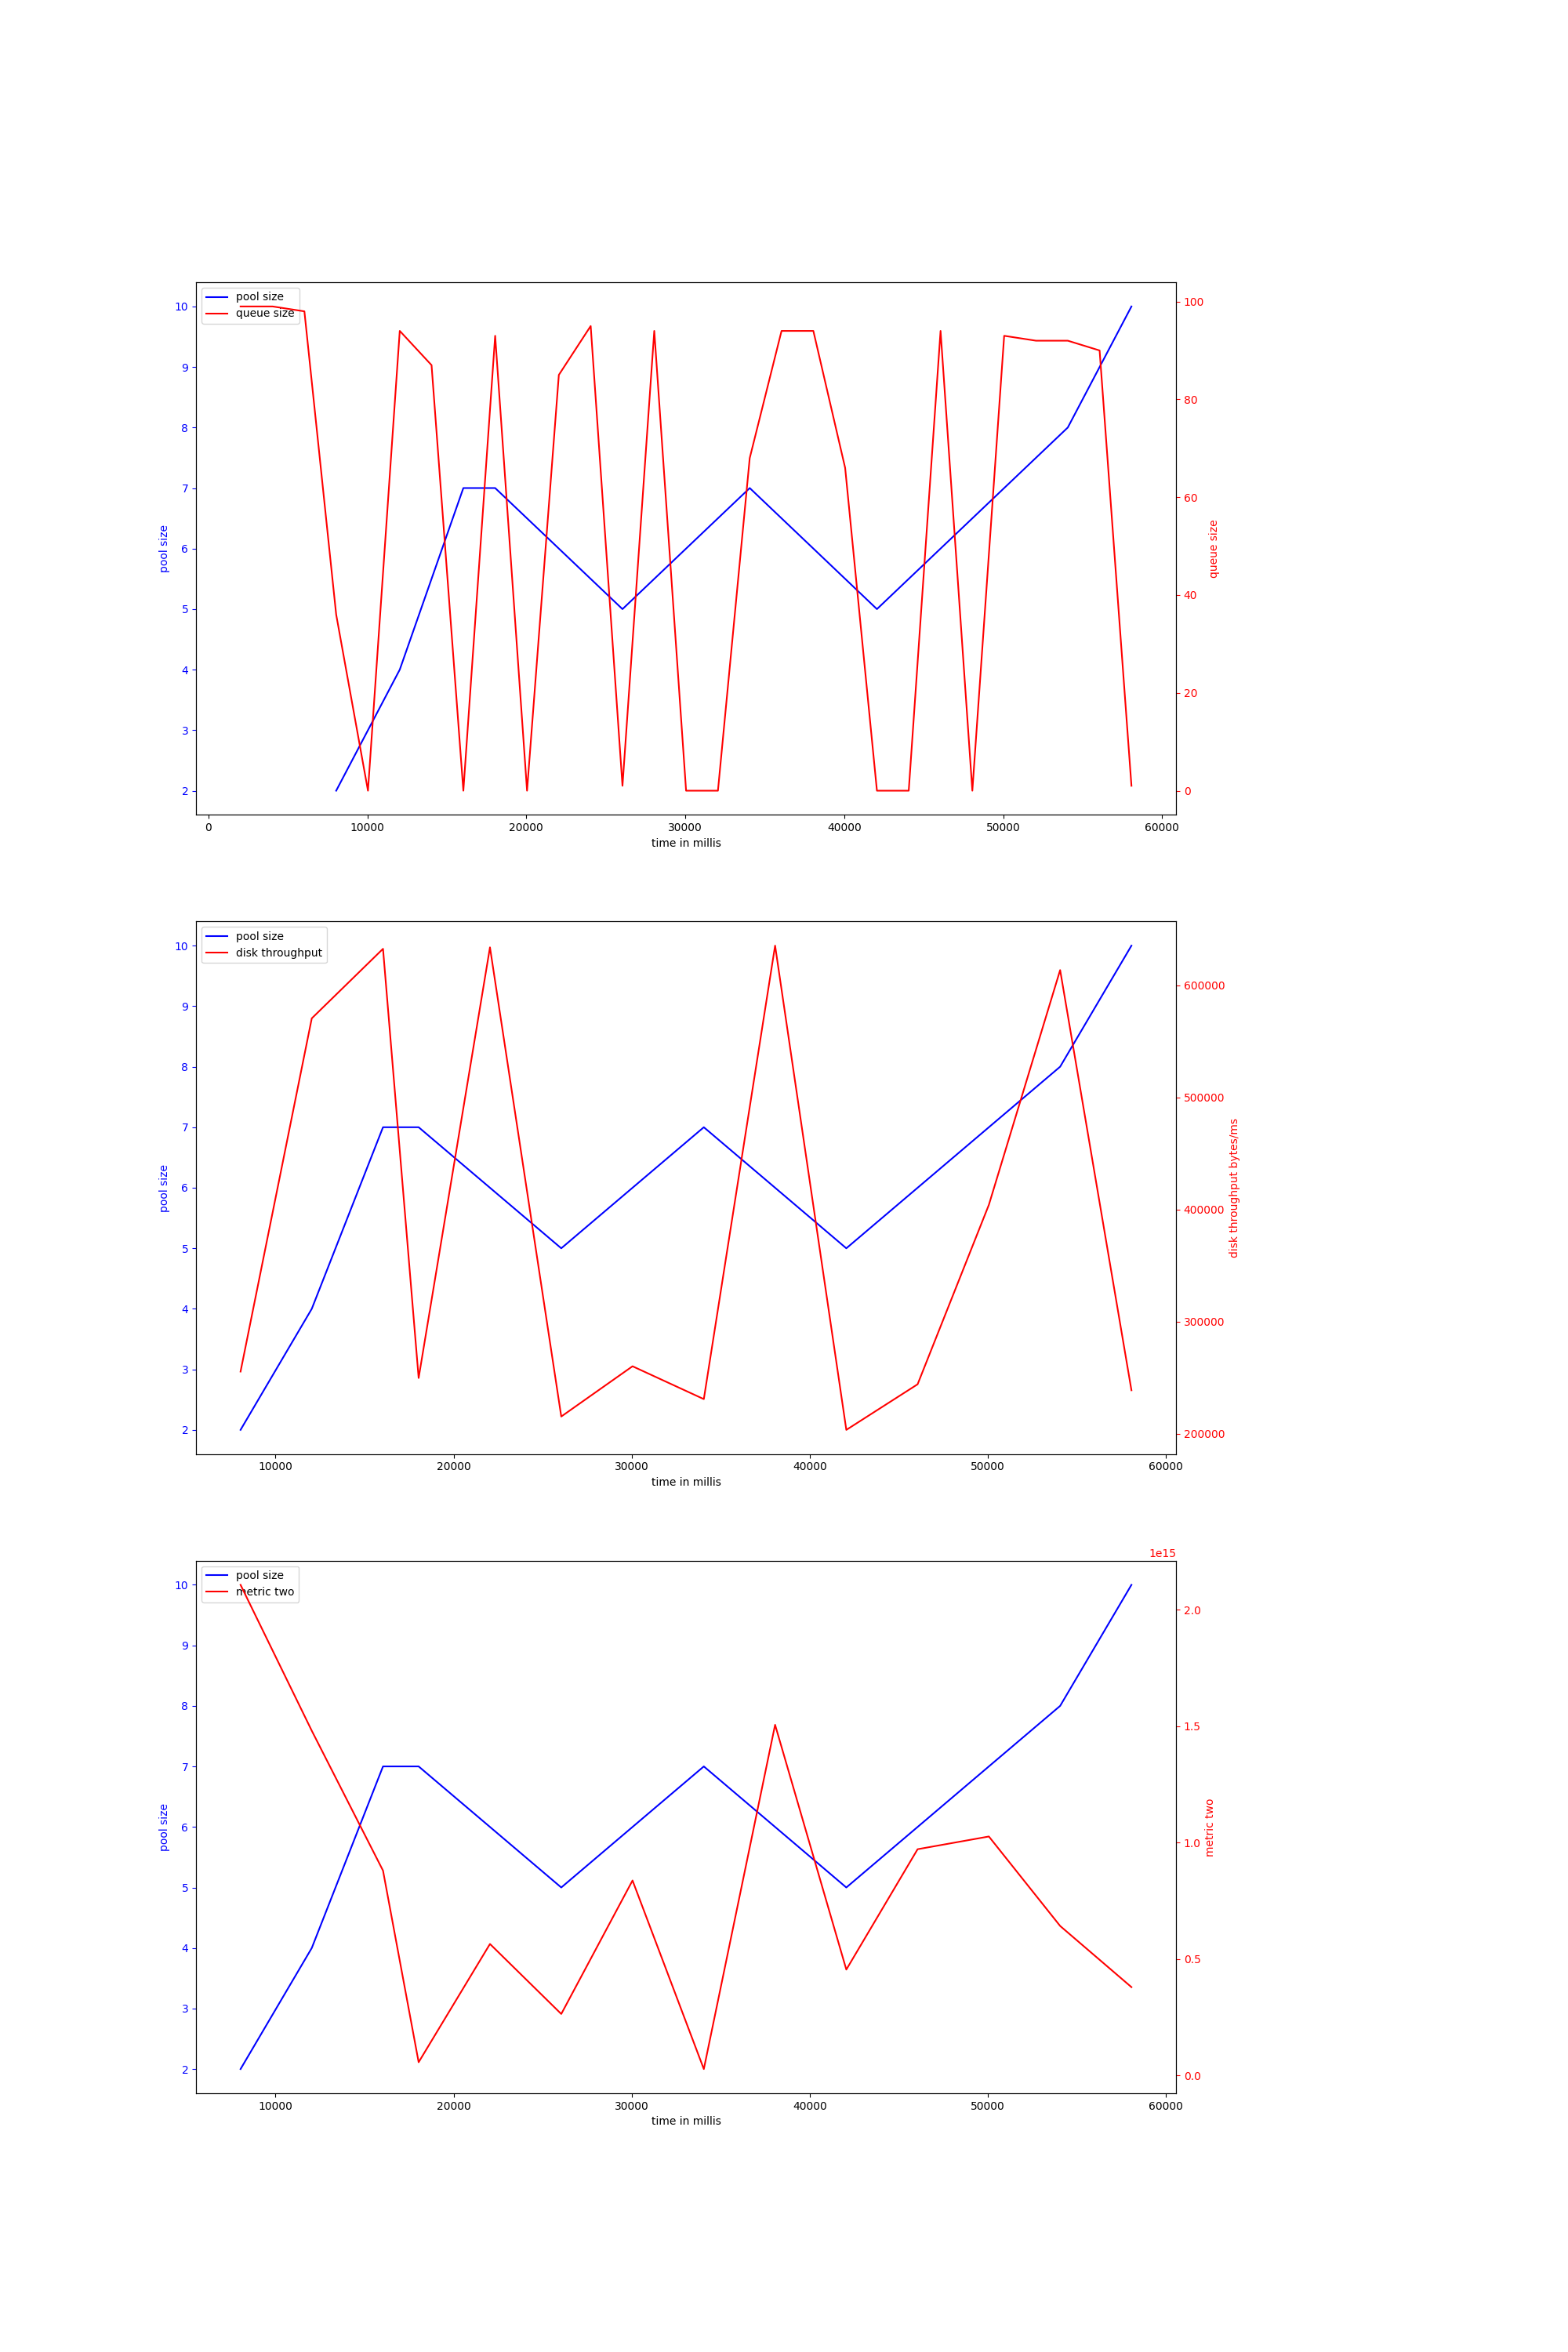 pool size
queue size
10
9
8
7
6
5
4
3
2
pool size
100
80
60
40
20
0
queue size
0 10000 20000 30000 40000 50000 60000
time in millis
pool size
disk throughput
10
9
8
7
6
5
4
3
2
pool size
600000
500000
400000
300000
200000
disk throughput bytes/ms
10000 20000 30000 40000 50000 60000
time in millis
1e15
pool size
metric two
10
9
8
7
6
5
4
3
2
pool size
2.0
1.5
1.0
0.5
0.0
metric two
10000 20000 30000 40000 50000 60000
time in millis